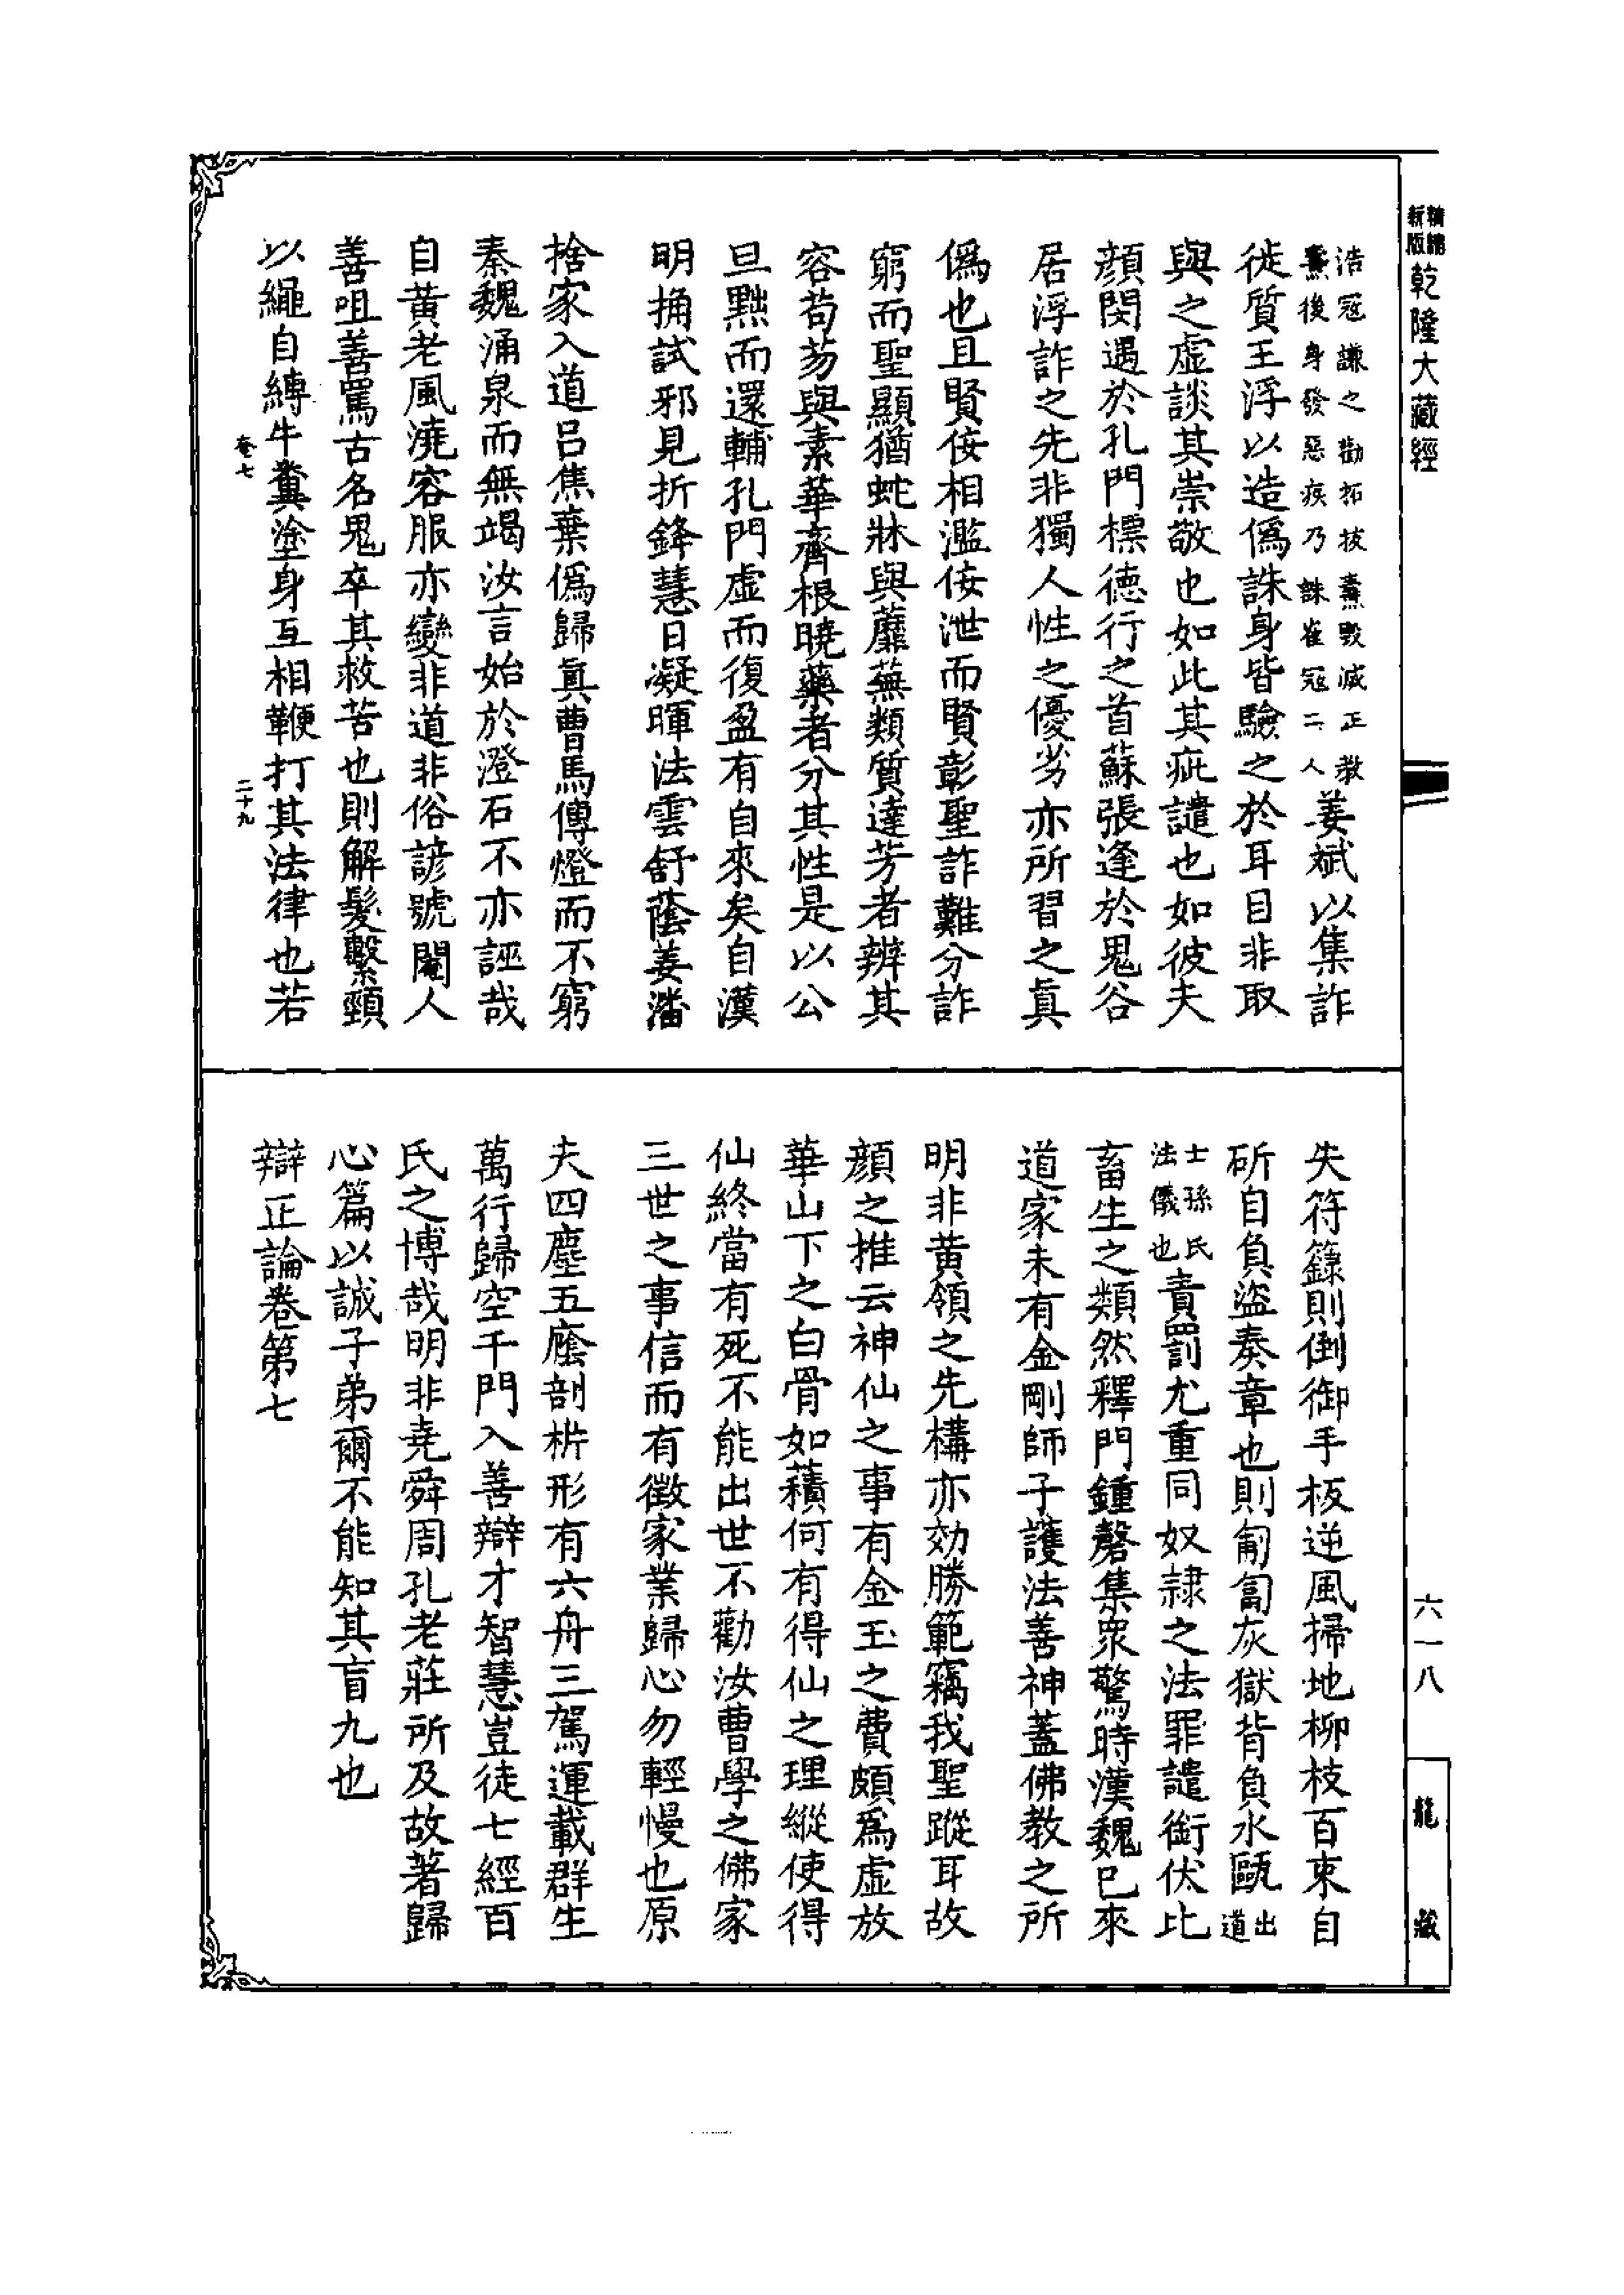 精縮新版乾隆大藏經
浩冠謙之勸拓拔燾毀滅正教
燾後身發惡疾乃誅崔冠二人
姜斌以集詐
徙質王浮以造僞誅身皆驗之於耳目非取
與之虛談其崇敬也如此其疵譴也如彼夫
顏閔遇於孔門標德行之首蘇張逢於鬼谷
居浮詐之先非獨人性之優劣亦所習之眞
僞也且賢侫相濫侫泄而賢彰聖詐難分詐
窮而聖顯猶蛇牀與蘼蕪類質達芳者辨其
容苟芴與素華齊根曉藥者分其性是以公
旦黜而還輔孔門虛而復盈有自來矣自漢
明捔試邪見折鋒慧日凝暉法雲舒蔭姜潘
捨家入道呂焦棄僞歸眞曹馬傳燈而不窮
秦魏涌泉而無竭汝言始於澄石不亦誣哉
自黃老風澆容服亦變非道非俗諺號閹人
善咀善罵古名鬼卒其救苦也則解髮繫頸
以繩自縛牛糞塗身互相鞭打其法律也若
卷七
二十九
失符籙則倒御手板逆風掃地柳枝百束自
斫自負盜奏章也則匍匐灰獄背負水甌出道
士孫氏
法儀也
責罰尤重同奴隷之法罪譴銜伏比
畜生之類然釋門鍾磬集衆驚時漢魏已來
道家未有金剛師子護法善神蓋佛教之所
明非黃領之先構亦効勝範竊我聖蹤耳故
顏之推云神仙之事有金玉之費頗爲虛放
華山下之白骨如積何有得仙之理縱使得
仙終當有死不能出世不勸汝曹學之佛家
三世之事信而有徵家業歸心勿輕慢也原
夫四塵五廕剖析形有六舟三駕運載群生
萬行歸空千門入善辯才智慧豈徒七經百
氏之博哉明非堯舜周孔老莊所及故著歸
心篇以誡子弟爾不能知其盲九也
辯正論卷第七
六一八
龍藏